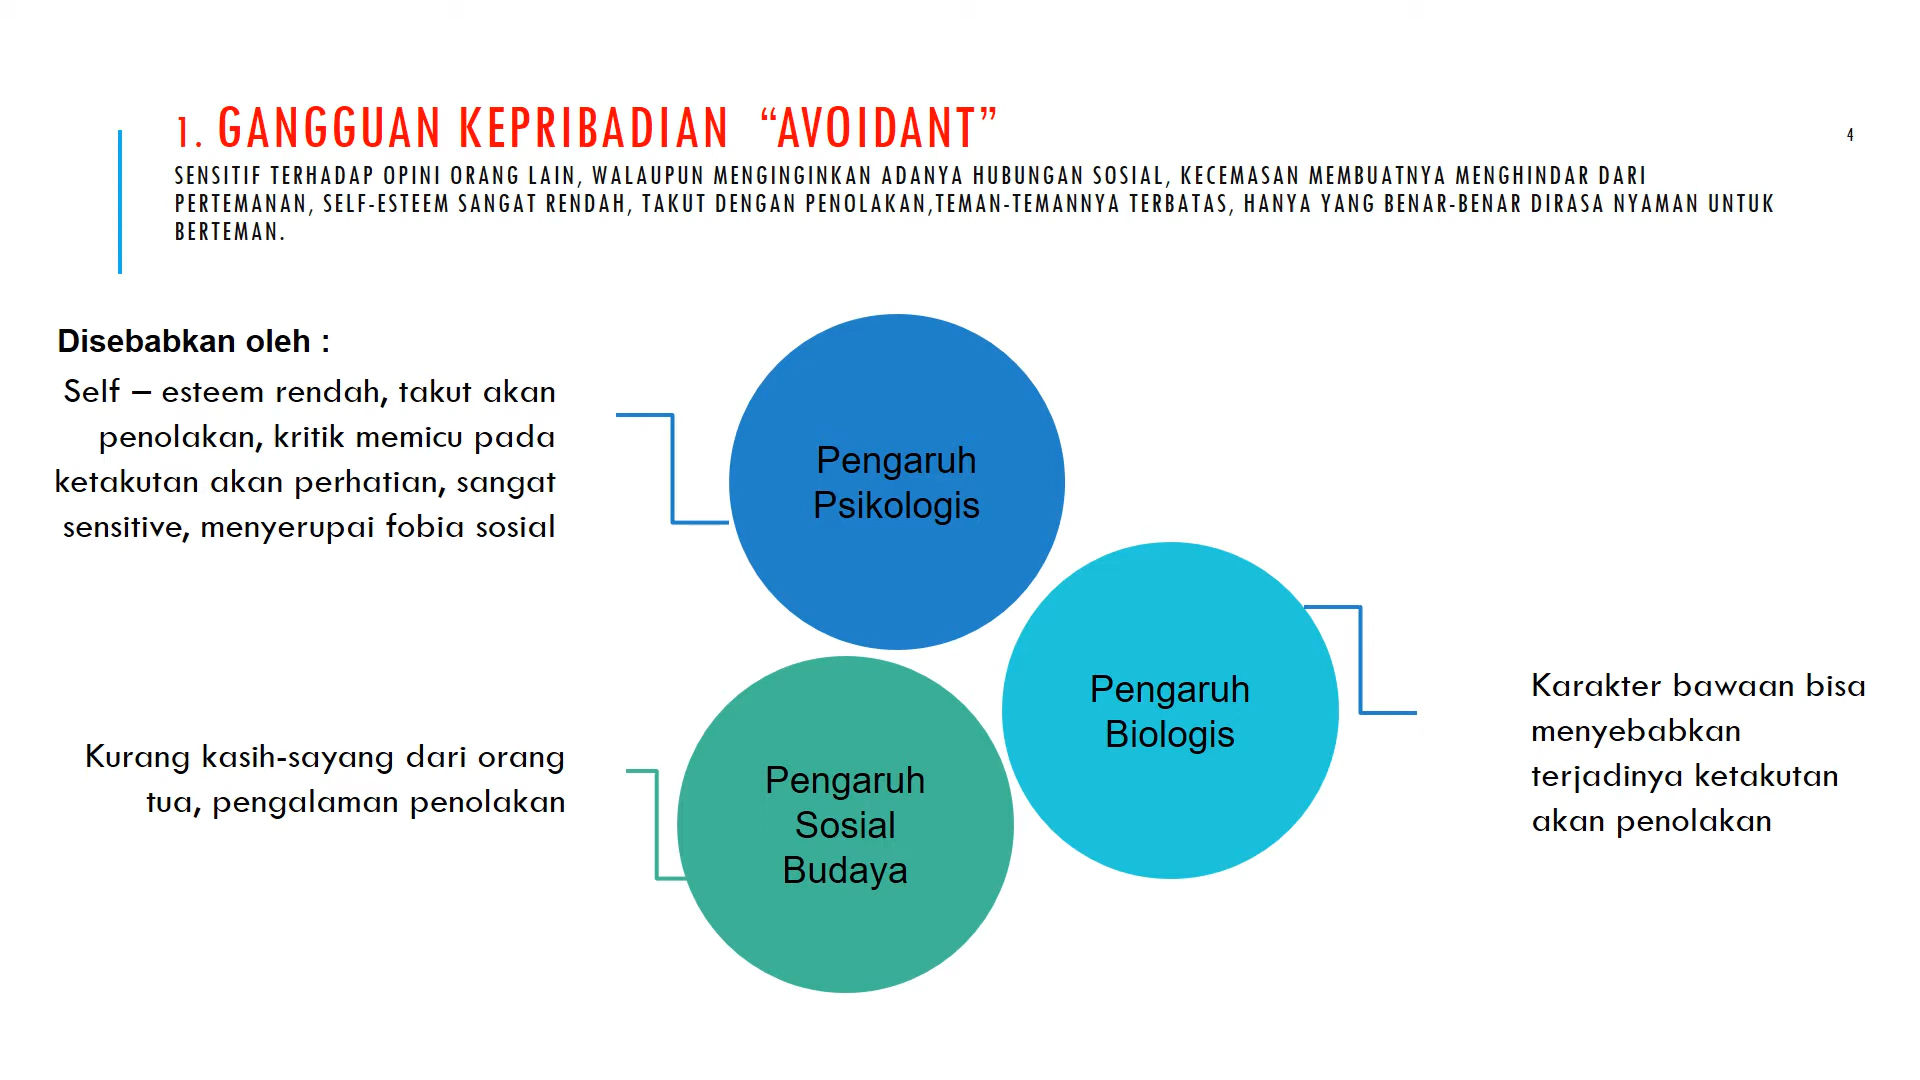 1. GANGGUAN KEPRIBADIAN “AVOIDANT”
4
SENSITIF TERHADAP OPINI ORANG LAIN, WALAUPUN MENGINGINKAN ADANYA HUBUNGAN SOSIAL, KECEMASAN MEMBUATNYA MENGHINDAR DARI
PERTEMANAN, SELF-ESTEEM SANGAT RENDAH, TAKUT DENGAN PENOLAKAN,TEMAN-TEMANNYA TERBATAS, HANYA YANG BENAR-BENAR DIRASA NYAMAN UNTUK
BERTEMAN.
Disebabkan oleh :
Self – esteem rendah, takut akan
penolakan, kritik memicu pada
ketakutan akan perhatian, sangat
sensitive, menyerupai fobia sosial
Pengaruh
Psikologis
Pengaruh
Biologis
Karakter bawaan bisa
menyebabkan
terjadinya ketakutan
akan penolakan
Kurang kasih-sayang dari orang
tua, pengalaman penolakan
Pengaruh
Sosial
Budaya